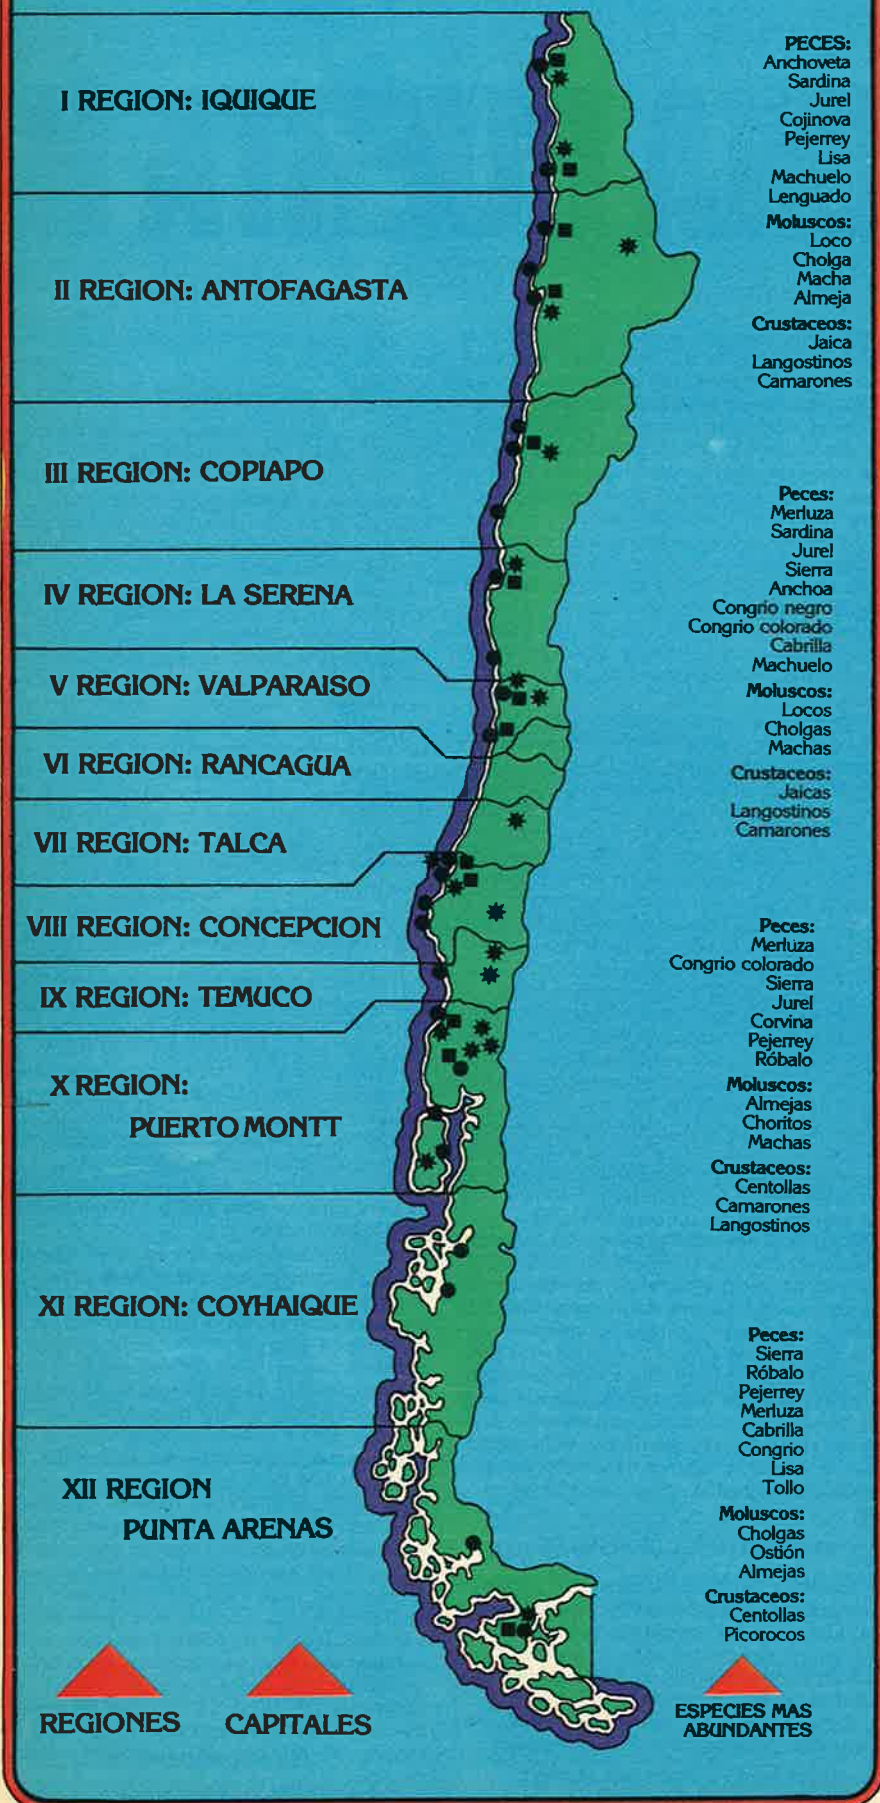 I REGION: IQUIQUE
II REGION: ANTOFAGASTA
III REGION: COPIAPO
IV REGION: LA SERENA
V REGION: VALPARAISO
VI REGION: RANCAGUA
VII REGION: TALCA
VIII REGION: CONCEPCION
IX REGION: TEMUCO
X REGION:
PUERTO MONTT
XI REGION: COYHAIQUE
XII REGION
PUNTA ARENAS
REGIONES
CAPITALES
PECES:
Anchoveta
Sardina
Jurel
Cojinova
Pejerrey
Lisa
Machuelo
Lenguado
Moluscos:
Loco
Cholga
Macha
Almeja
Crustaceos:
Jaica
Langostinos
Camarones
Peces:
Merluza
Sardina
Jurel
Sierra
Anchoa
Congrio negro
Congrio colorado
Cabrilla
Machuelo
Moluscos:
Locos
Cholgas
Machas
Crustaceos:
Jaicas
Langostinos
Camarones
Peces:
Merluza
Congrio colorado
Sierra
Jurel
Corvina
Pejerrey
Róbalo
Moluscos:
Almejas
Choritos
Machas
Crustaceos:
Centollas
Camarones
Langostinos
Peces:
Sierra
Róbalo
Pejerrey
Merluza
Cabrilla
Congrio
Lisa
Tollo
Moluscos:
Cholgas
Ostión
Almejas
Crustaceos:
Centollas
Picorocos
ESPECIES MAS
ABUNDANTES